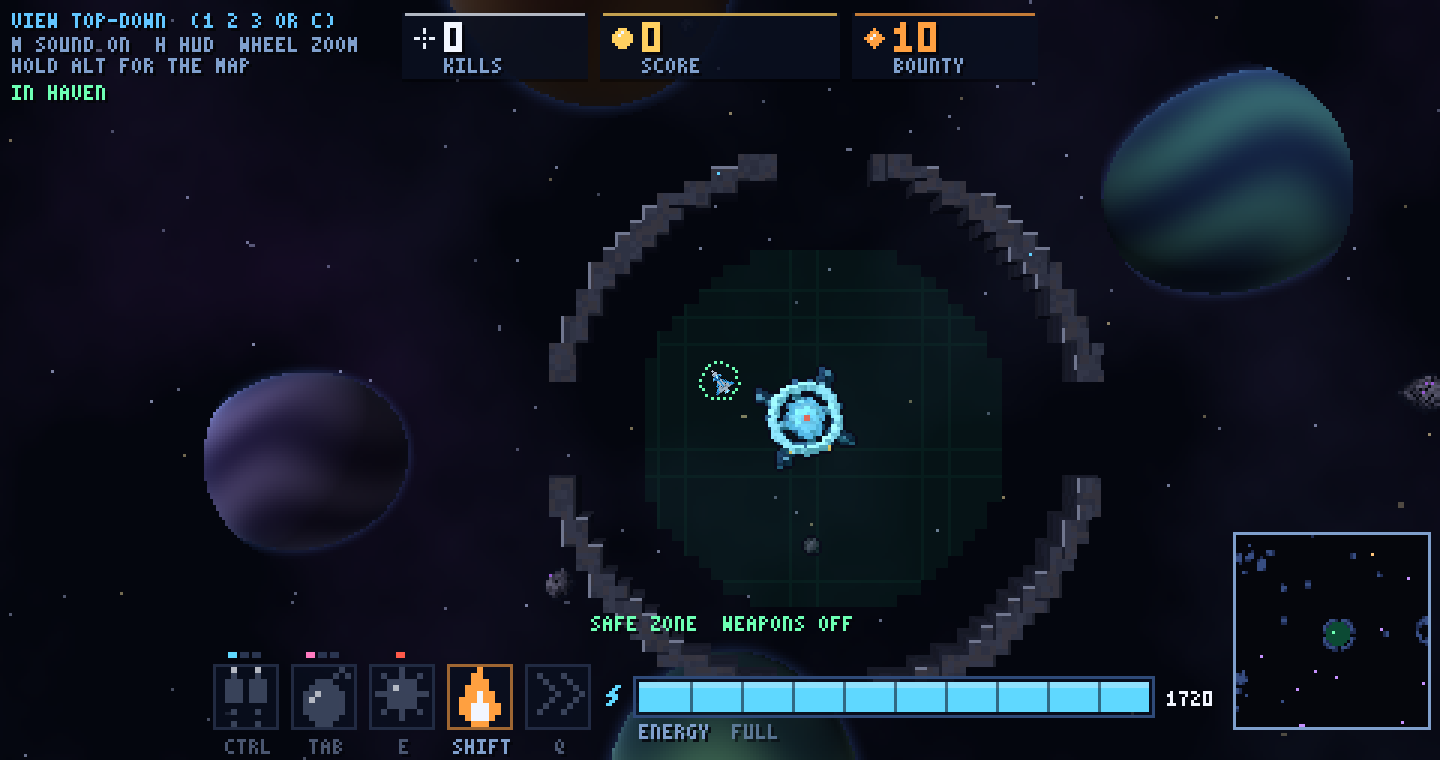 VIEW TOP-DOWN (1 2 3 OR C)
M SOUND ON H HUD WHEEL ZOOM
HOLD ALT FOR THE MAP
IN HAVEN
0
KILLS
0
SCORE
10
BOUNTY
SAFE ZONE WEAPONS OFF
CTRL
TAB
E
SHIFT
Q
1720
ENERGY FULL